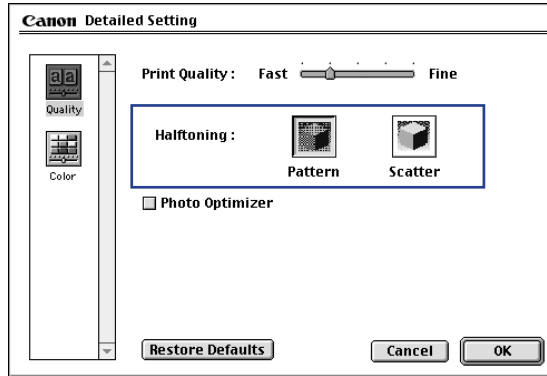 Canon Detailed Setting
Print Quality : Fast Fine
Quality
Halftoning :
Color
Pattern Scatter
Photo Optimizer
Restore Defaults Cancel OK